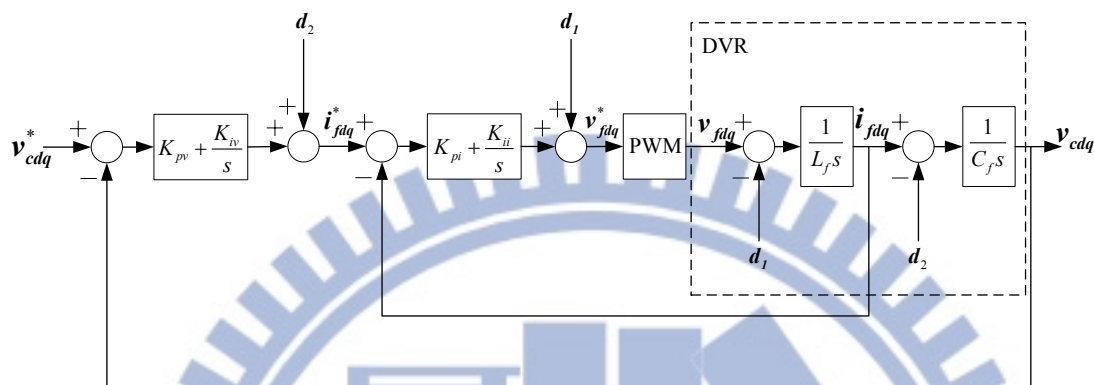 d₂
d₁
DVR
+
+
+
i*fdq
+
+
+
v*fdq
vfdq
+
ifdq
+
vcdq
v*cdq
Kpv + Kiv/s
Kpi + Kii/s
PWM
1/Lf s
1/Cf s
−
−
−
−
d₁
d₂